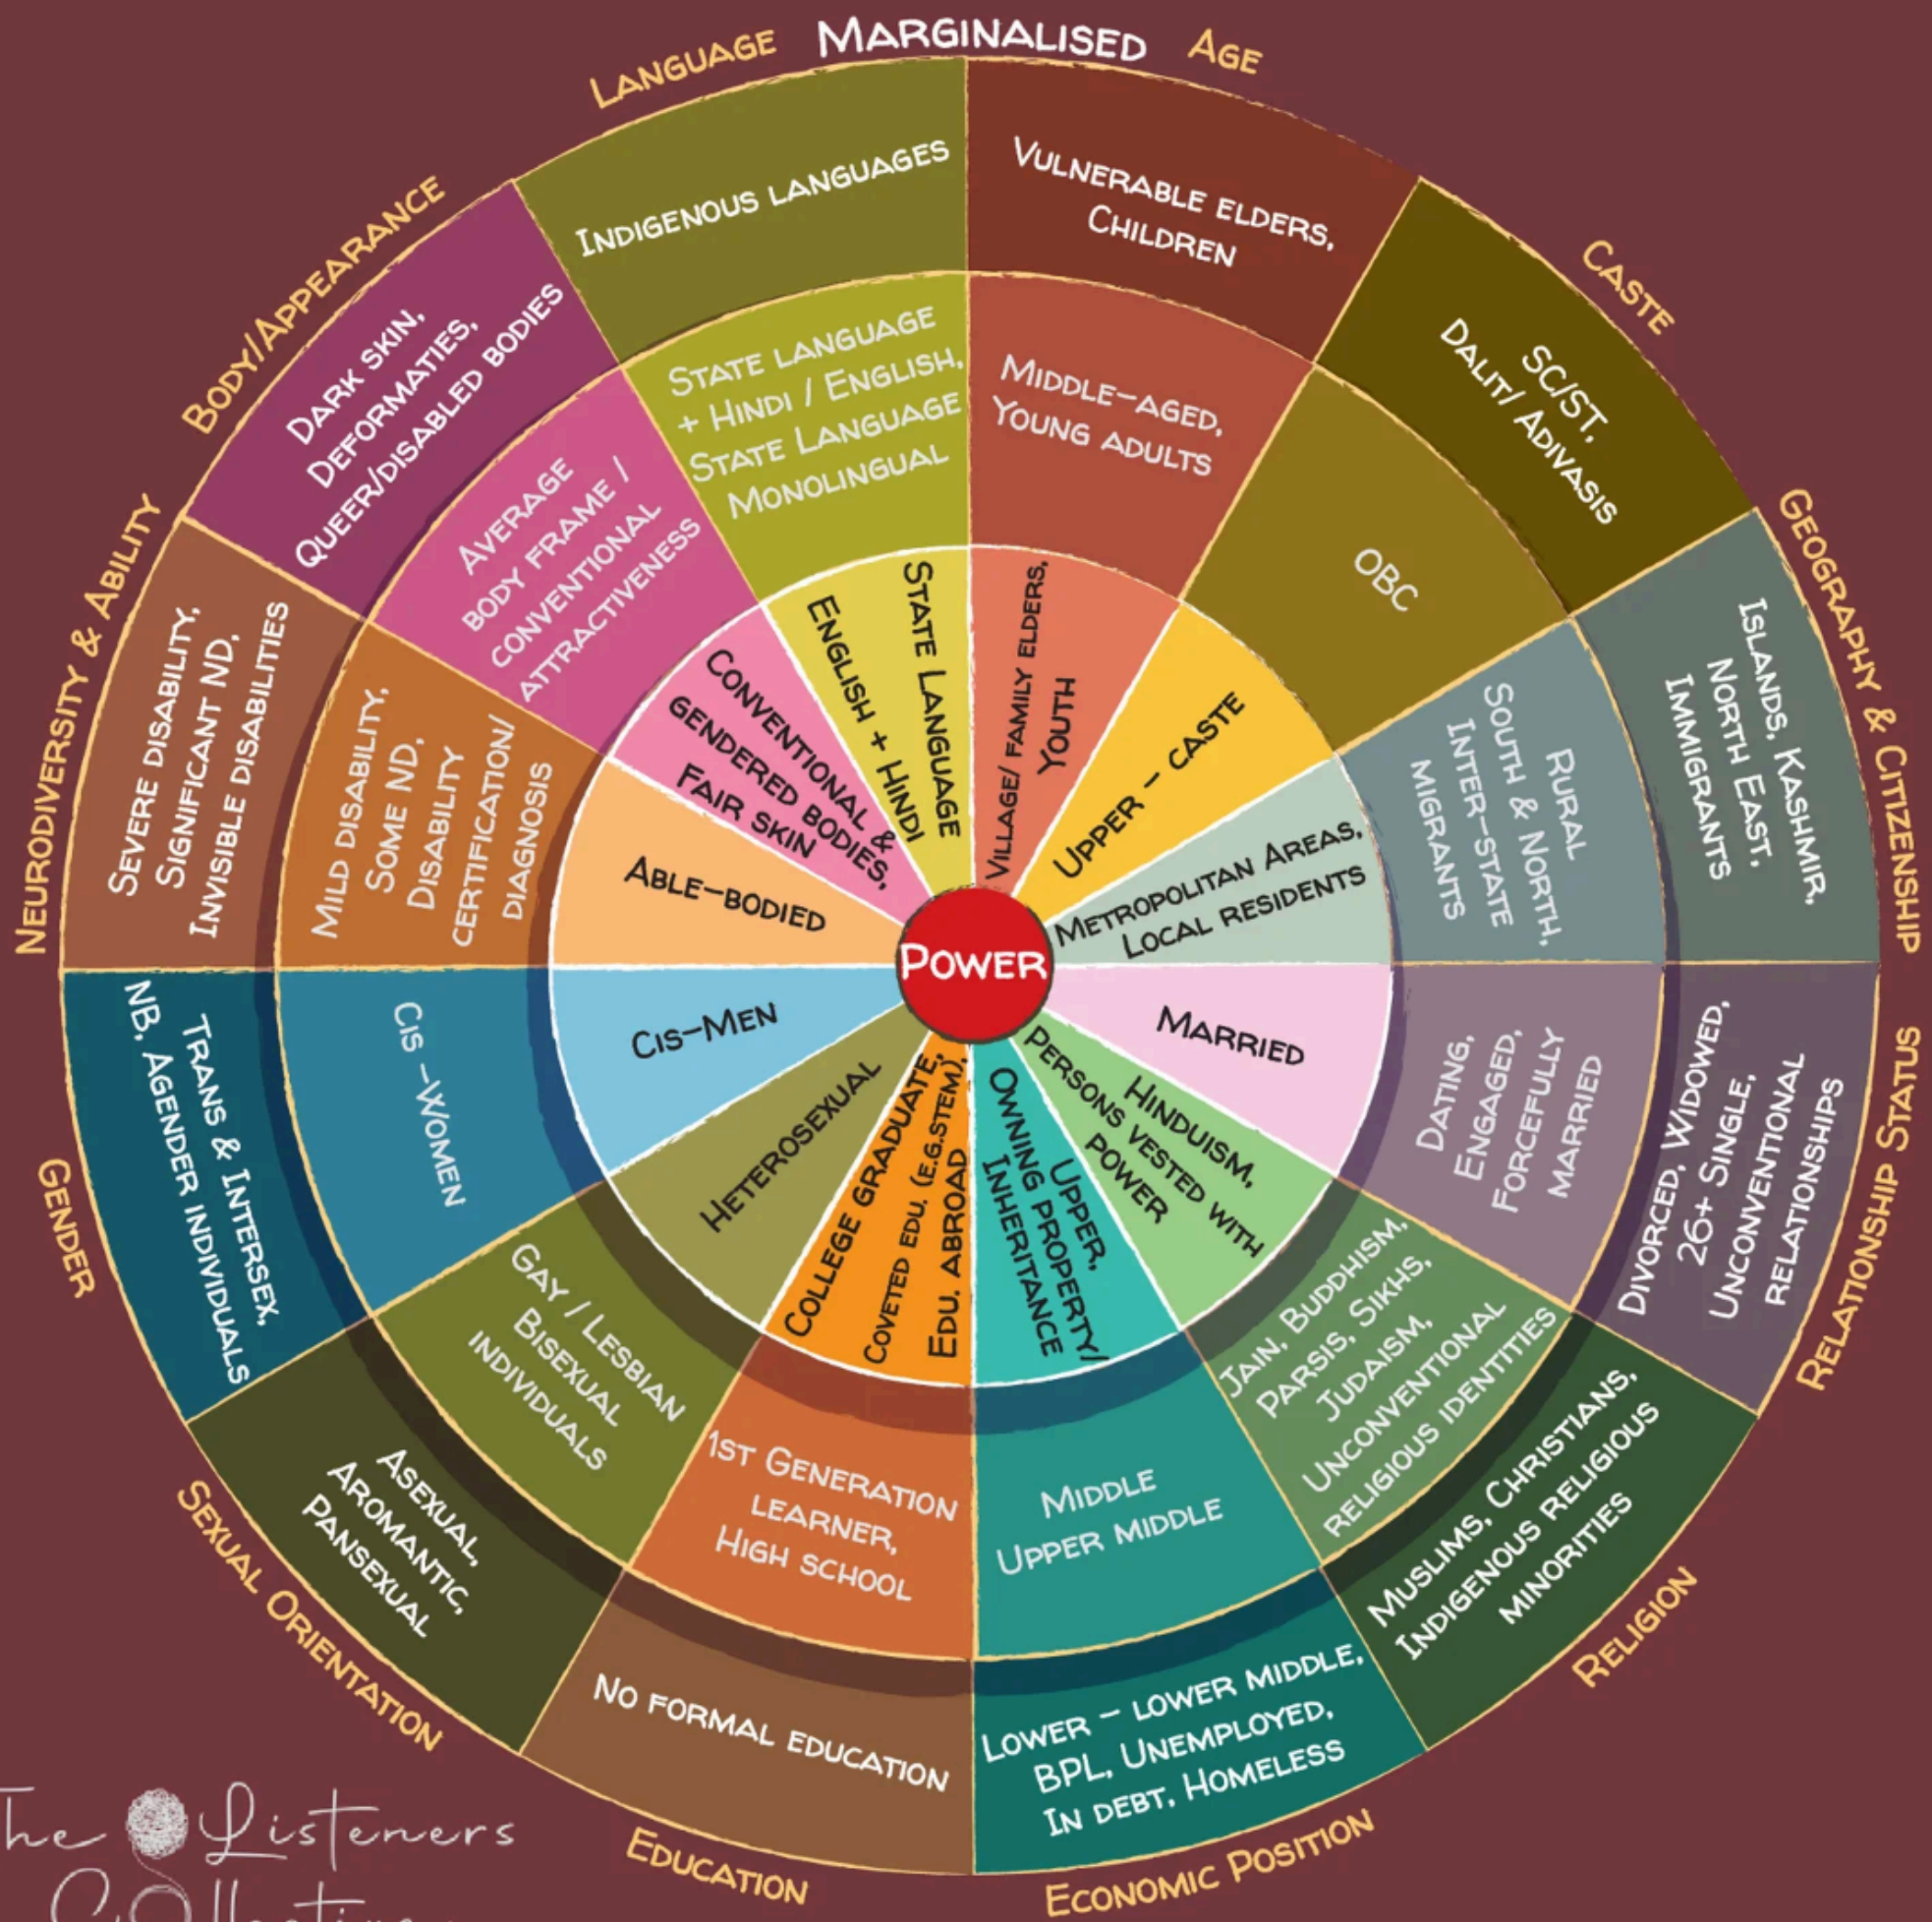 MARGINALISED
POWER
AGE
VULNERABLE ELDERS,
CHILDREN
MIDDLE-AGED,
YOUNG ADULTS
VILLAGE/ FAMILY ELDERS,
YOUTH
CASTE
SC/ST,
DALIT/ ADIVASIS
OBC
UPPER - CASTE
GEOGRAPHY & CITIZENSHIP
ISLANDS, KASHMIR,
NORTH EAST,
IMMIGRANTS
RURAL
SOUTH & NORTH,
INTER-STATE
MIGRANTS
METROPOLITAN AREAS,
LOCAL RESIDENTS
RELATIONSHIP STATUS
DIVORCED, WIDOWED,
26+ SINGLE,
UNCONVENTIONAL
RELATIONSHIPS
DATING,
ENGAGED,
FORCEFULLY
MARRIED
MARRIED
RELIGION
MUSLIMS, CHRISTIANS,
INDIGENOUS RELIGIOUS
MINORITIES
JAIN, BUDDHISM,
PARSIS, SIKHS,
JUDAISM,
UNCONVENTIONAL
RELIGIOUS IDENTITIES
HINDUISM,
PERSONS VESTED WITH
POWER
ECONOMIC POSITION
LOWER - LOWER MIDDLE,
BPL, UNEMPLOYED,
IN DEBT, HOMELESS
MIDDLE
UPPER MIDDLE
UPPER,
OWNING PROPERTY/
INHERITANCE
EDUCATION
NO FORMAL EDUCATION
1ST GENERATION
LEARNER,
HIGH SCHOOL
COLLEGE GRADUATE,
COVETED EDU. (E.G.STEM),
EDU. ABROAD
SEXUAL ORIENTATION
ASEXUAL,
AROMANTIC,
PANSEXUAL
GAY / LESBIAN
BISEXUAL
INDIVIDUALS
HETEROSEXUAL
GENDER
TRANS & INTERSEX,
NB, AGENDER INDIVIDUALS
CIS -WOMEN
CIS-MEN
NEURODIVERSITY & ABILITY
SEVERE DISABILITY,
SIGNIFICANT ND,
INVISIBLE DISABILITIES
MILD DISABILITY,
SOME ND,
DISABILITY
CERTIFICATION/
DIAGNOSIS
ABLE-BODIED
BODY/APPEARANCE
DARK SKIN,
DEFORMATIES,
QUEER/DISABLED BODIES
AVERAGE
BODY FRAME /
CONVENTIONAL
ATTRACTIVENESS
CONVENTIONAL &
GENDERED BODIES,
FAIR SKIN
LANGUAGE
INDIGENOUS LANGUAGES
STATE LANGUAGE
+ HINDI / ENGLISH,
STATE LANGUAGE
MONOLINGUAL
STATE LANGUAGE
ENGLISH + HINDI
The Listeners